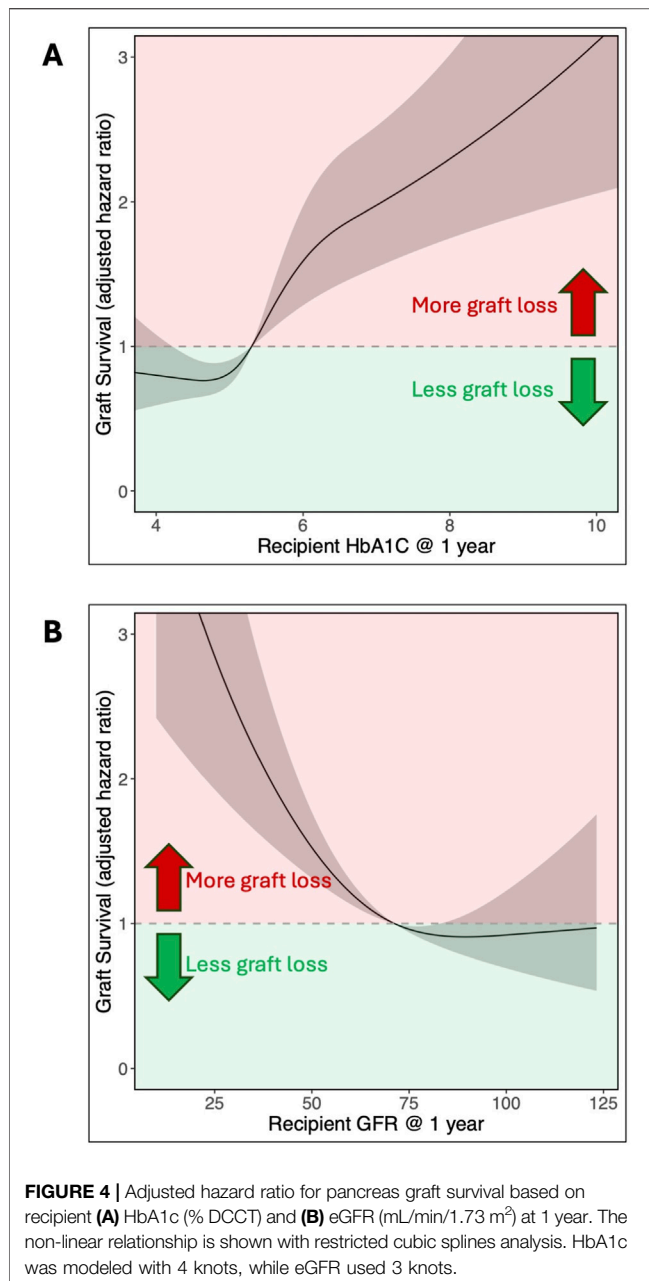 A
Graft Survival (adjusted hazard ratio)
3
2
1
0
More graft loss
Less graft loss
4 6 8 10
Recipient HbA1C @ 1 year
B
Graft Survival (adjusted hazard ratio)
3
2
1
0
More graft loss
Less graft loss
25 50 75 100 125
Recipient GFR @ 1 year
FIGURE 4 | Adjusted hazard ratio for pancreas graft survival based on
recipient (A) HbA1c (% DCCT) and (B) eGFR (mL/min/1.73 m²) at 1 year. The
non-linear relationship is shown with restricted cubic splines analysis. HbA1c
was modeled with 4 knots, while eGFR used 3 knots.